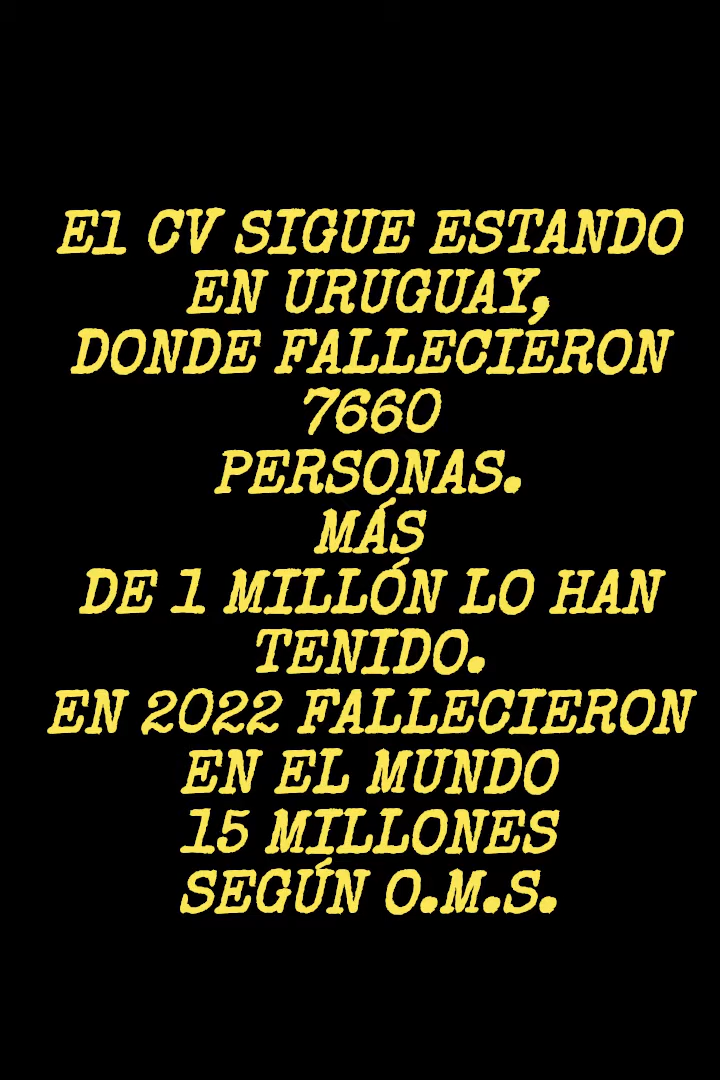 El CV SIGUE ESTANDO
EN URUGUAY,
DONDE FALLECIERON
7660
PERSONAS.
MÁS
DE 1 MILLÓN LO HAN
TENIDO.
EN 2022 FALLECIERON
EN EL MUNDO
15 MILLONES
SEGÚN O.M.S.